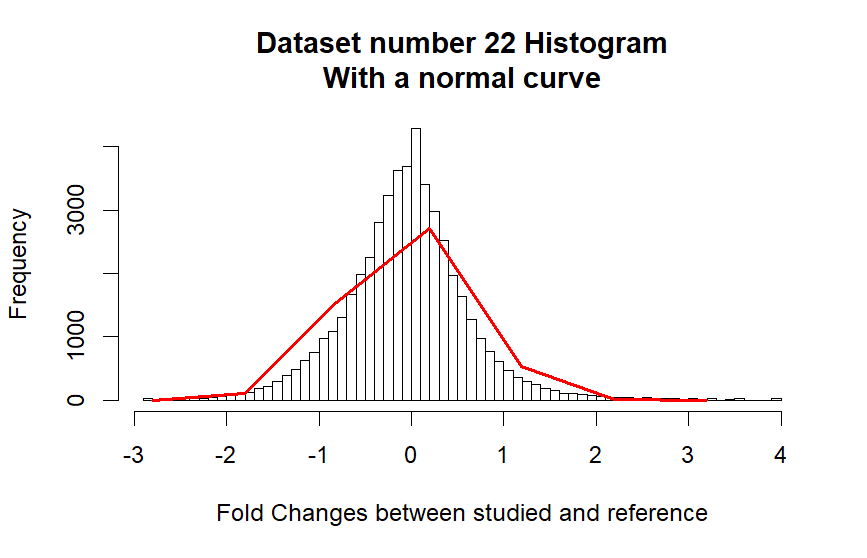 Dataset number 22 Histogram
With a normal curve
Frequency
3000
1000
0
-3 -2 -1 0 1 2 3 4
Fold Changes between studied and reference